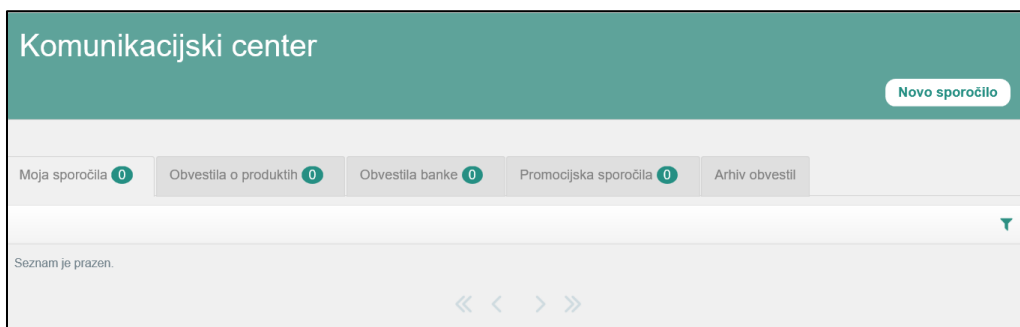 Komunikacijski center
Novo sporočilo
Moja sporočila 0 Obvestila o produktih 0 Obvestila banke 0 Promocijska sporočila 0 Arhiv obvestil
Seznam je prazen.